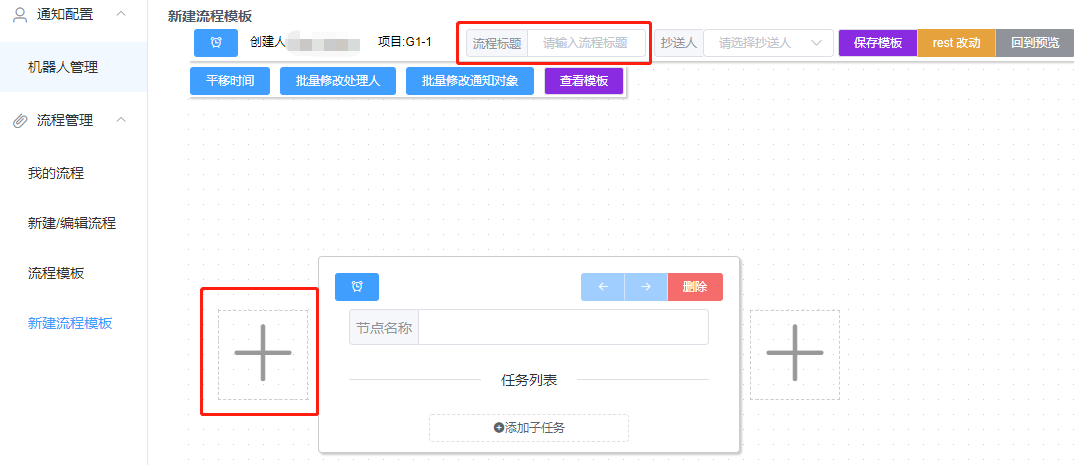 通知配置
机器人管理
流程管理
我的流程
新建/编辑流程
流程模板
新建流程模板
新建流程模板
创建人 项目:G1-1 流程标题 请输入流程标题 抄送人 请选择抄送人 保存模板 rest 改动 回到预览
平移时间 批量修改处理人 批量修改通知对象 查看模板
删除
节点名称
任务列表
添加子任务